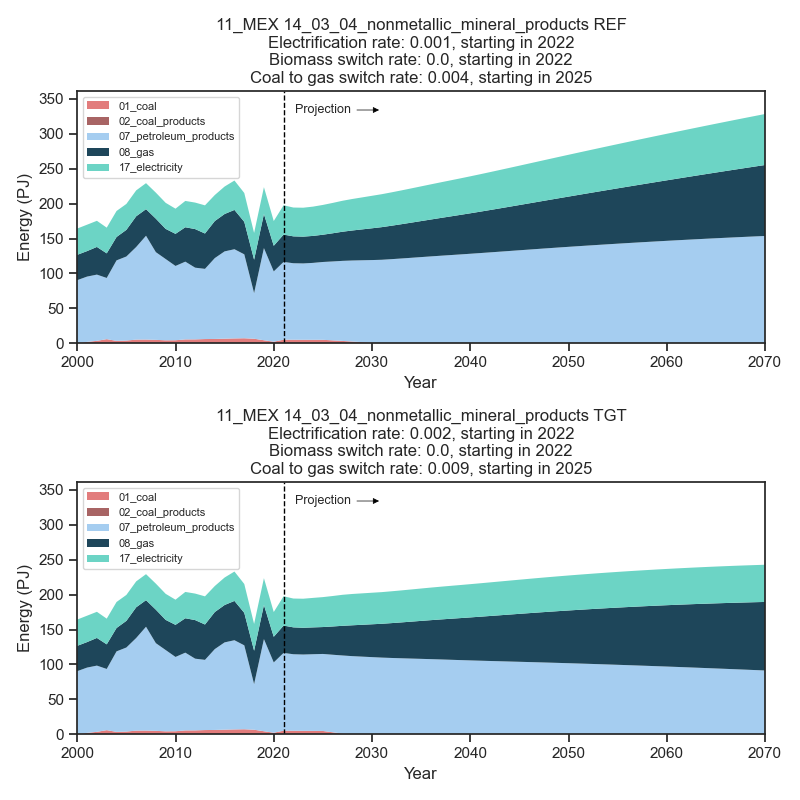 11_MEX 14_03_04_nonmetallic_mineral_products REF
Electrification rate: 0.001, starting in 2022
Biomass switch rate: 0.0, starting in 2022
Coal to gas switch rate: 0.004, starting in 2025
Energy (PJ)
350
300
250
200
150
100
50
0
01_coal
02_coal_products
07_petroleum_products
08_gas
17_electricity
Projection
2000 2010 2020 2030 2040 2050 2060 2070
Year
11_MEX 14_03_04_nonmetallic_mineral_products TGT
Electrification rate: 0.002, starting in 2022
Biomass switch rate: 0.0, starting in 2022
Coal to gas switch rate: 0.009, starting in 2025
Energy (PJ)
350
300
250
200
150
100
50
0
01_coal
02_coal_products
07_petroleum_products
08_gas
17_electricity
Projection
2000 2010 2020 2030 2040 2050 2060 2070
Year